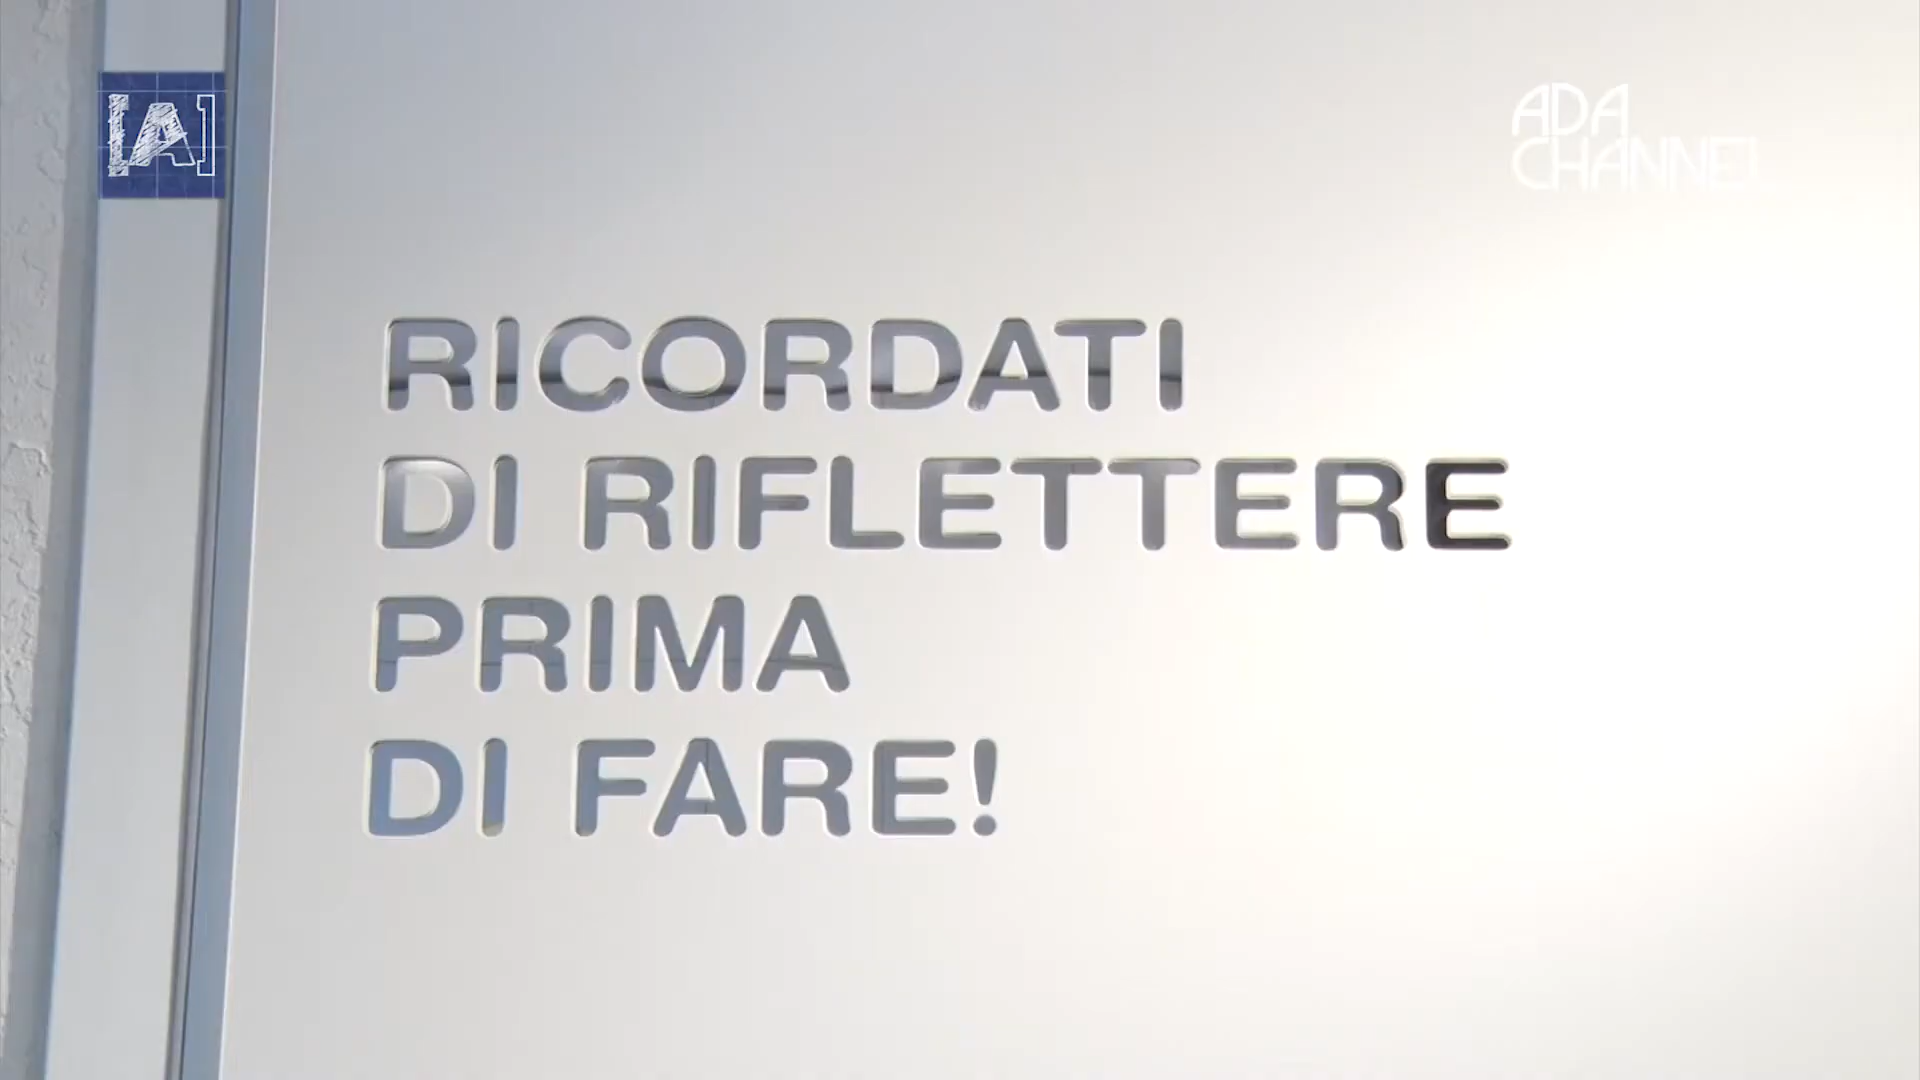 [A]
ADA
CHANNEL
RICORDATI
DI RIFLETTERE
PRIMA
DI FARE!